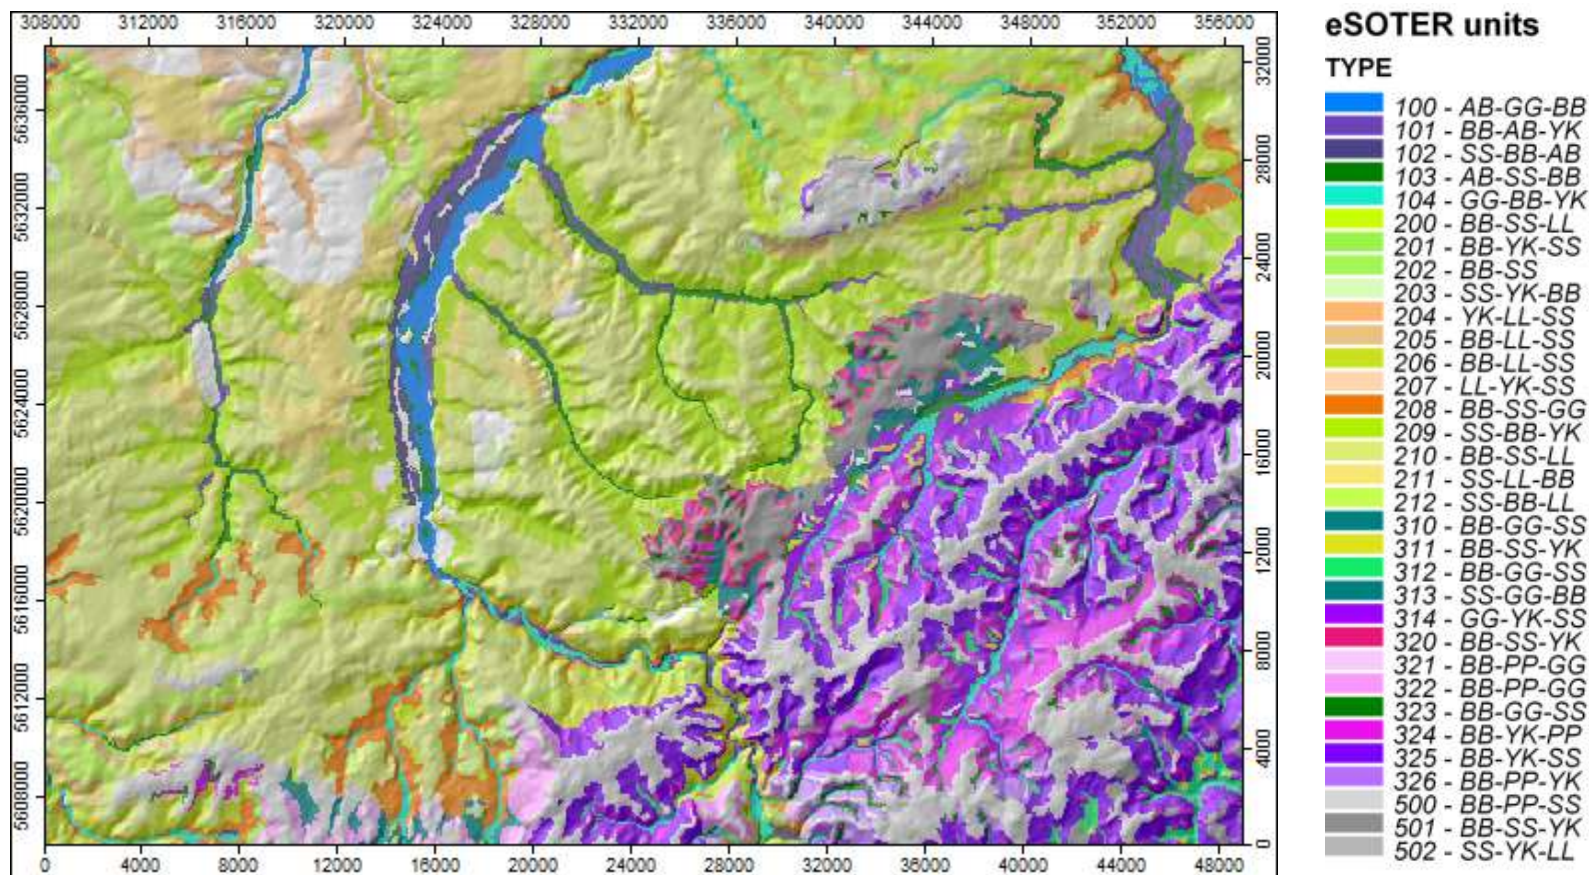 308000 312000 316000 320000 324000 328000 332000 336000 340000 344000 348000 352000 356000
5636000
5632000
5628000
5624000
5620000
5616000
5612000
5608000
32000
28000
24000
20000
16000
12000
8000
4000
0
0 4000 8000 12000 16000 20000 24000 28000 32000 36000 40000 44000 48000
eSOTER units
TYPE
100 - AB-GG-BB
101 - BB-AB-YK
102 - SS-BB-AB
103 - AB-SS-BB
104 - GG-BB-YK
200 - BB-SS-LL
201 - BB-YK-SS
202 - BB-SS
203 - SS-YK-BB
204 - YK-LL-SS
205 - BB-LL-SS
206 - BB-LL-SS
207 - LL-YK-SS
208 - BB-SS-GG
209 - SS-BB-YK
210 - BB-SS-LL
211 - SS-LL-BB
212 - SS-BB-LL
310 - BB-GG-SS
311 - BB-SS-YK
312 - BB-GG-SS
313 - SS-GG-BB
314 - GG-YK-SS
320 - BB-SS-YK
321 - BB-PP-GG
322 - BB-PP-GG
323 - BB-GG-SS
324 - BB-YK-PP
325 - BB-YK-SS
326 - BB-PP-YK
500 - BB-PP-SS
501 - BB-SS-YK
502 - SS-YK-LL